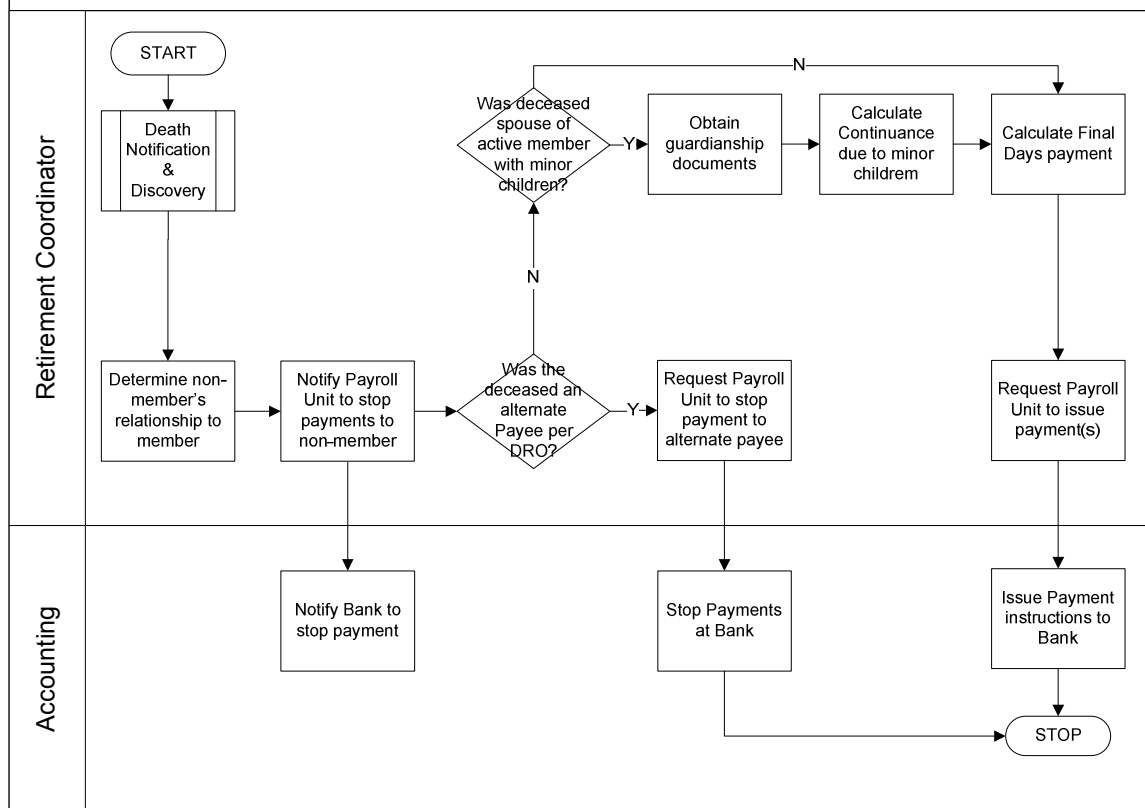 Retirement Coordinator
START
Death
Notification
&
Discovery
Determine non-
member's
relationship to
member
Notify Payroll
Unit to stop
payments to
non-member
Was the
deceased an
alternate
Payee per
DRO?
N
Y
Was deceased
spouse of
active member
with minor
children?
N
Y
Obtain
guardianship
documents
Calculate
Continuance
due to minor
childrem
Calculate Final
Days payment
Request Payroll
Unit to stop
payment to
alternate payee
Request Payroll
Unit to issue
payment(s)
Accounting
Notify Bank to
stop payment
Stop Payments
at Bank
Issue Payment
instructions to
Bank
STOP